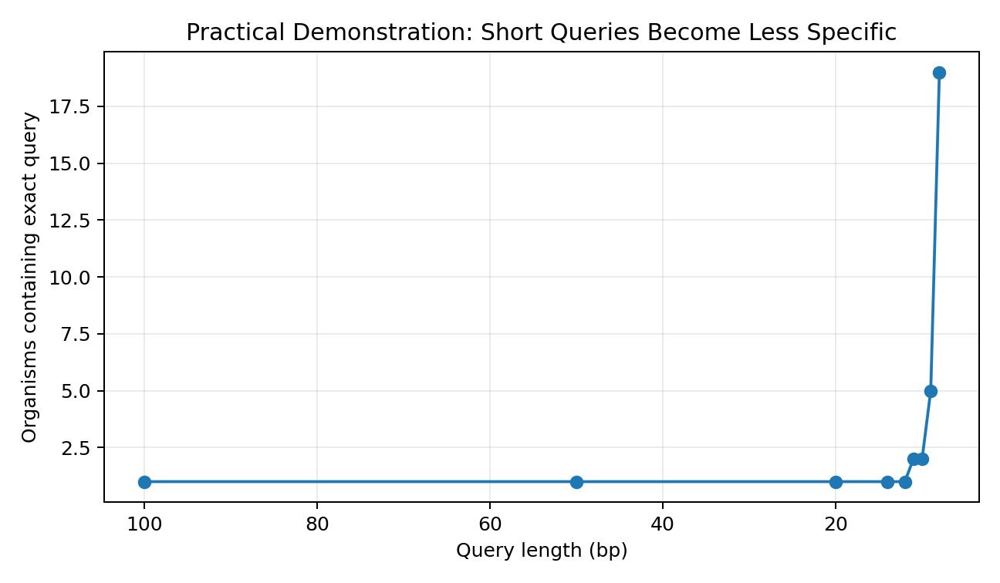 Practical Demonstration: Short Queries Become Less Specific
Organisms containing exact query
17.5
15.0
12.5
10.0
7.5
5.0
2.5
100 80 60 40 20
Query length (bp)